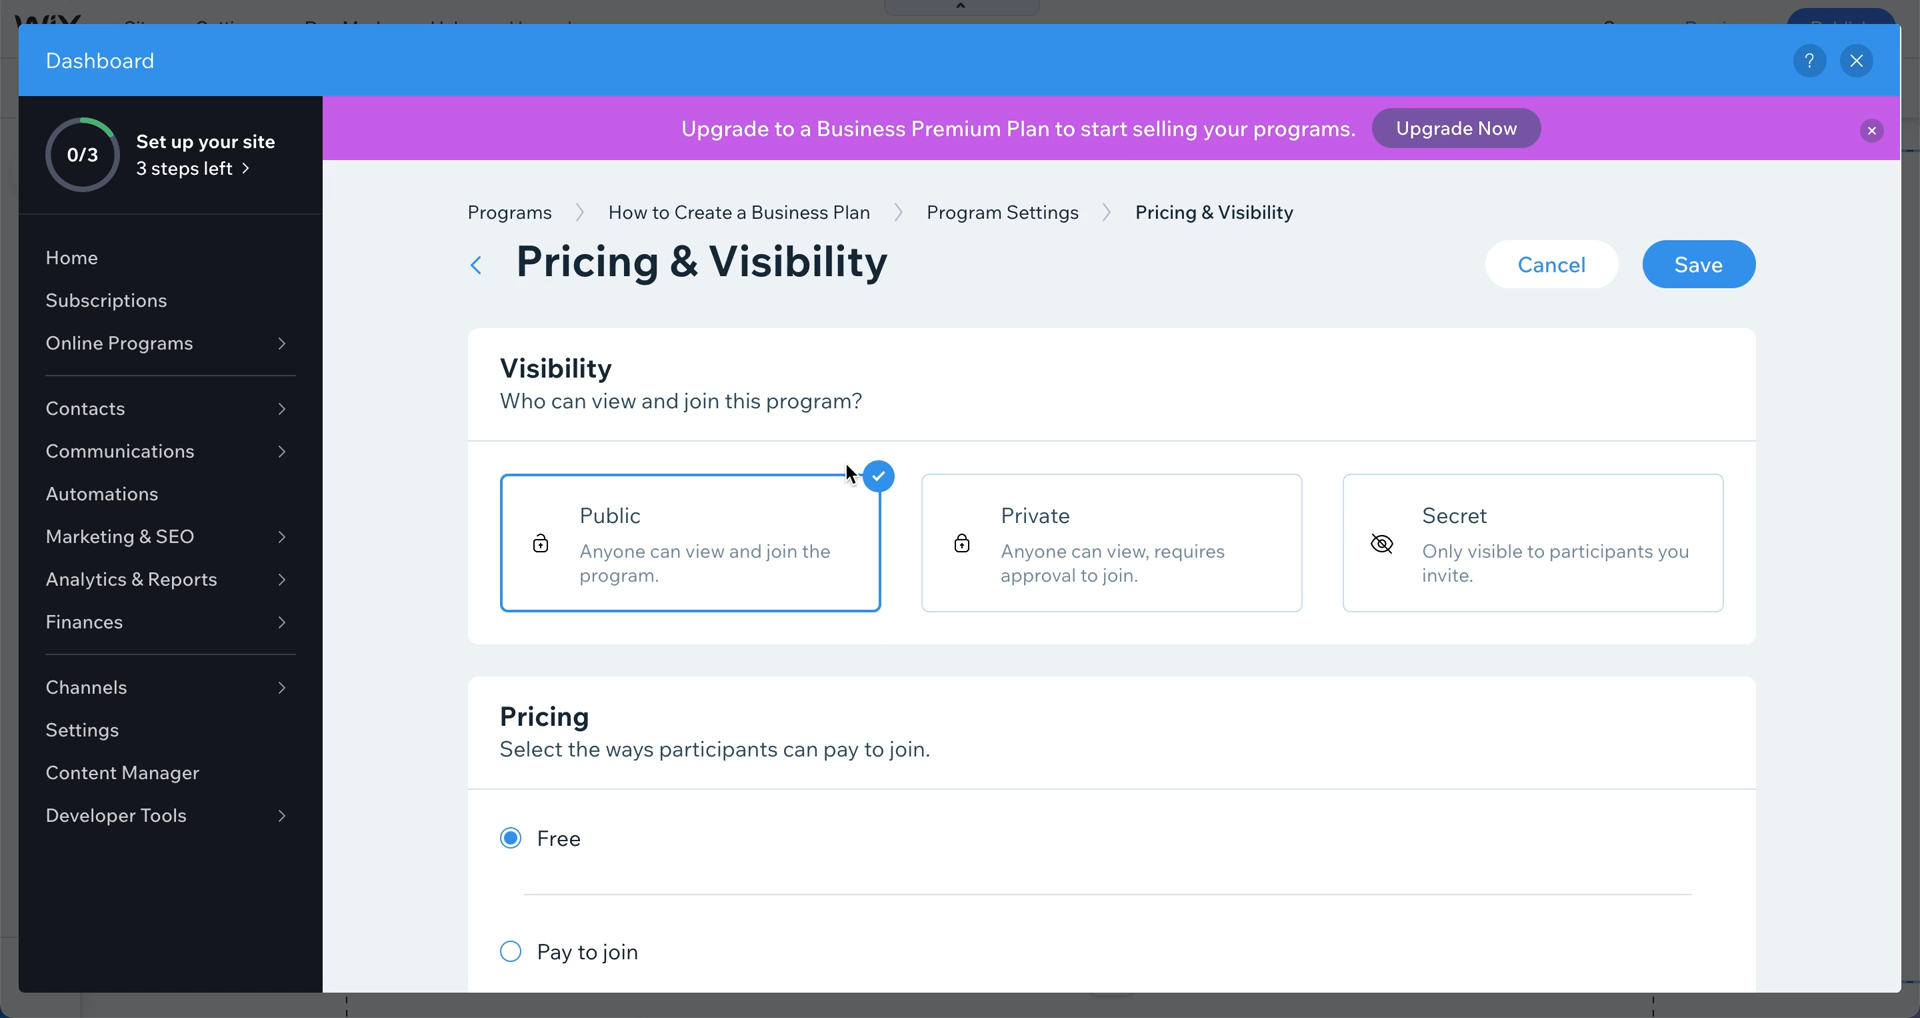 WiX
Dashboard
?
Upgrade to a Business Premium Plan to start selling your programs.
Upgrade Now
0/3
Set up your site
3 steps left >
Home
Subscriptions
Online Programs
Contacts
Communications
Automations
Marketing & SEO
Analytics & Reports
Finances
Channels
Settings
Content Manager
Developer Tools
Programs
How to Create a Business Plan
Program Settings
Pricing & Visibility
Pricing & Visibility
Cancel
Save
Visibility
Who can view and join this program?
Public
Anyone can view and join the
program.
Private
Anyone can view, requires
approval to join.
Secret
Only visible to participants you
invite.
Pricing
Select the ways participants can pay to join.
Free
Pay to join